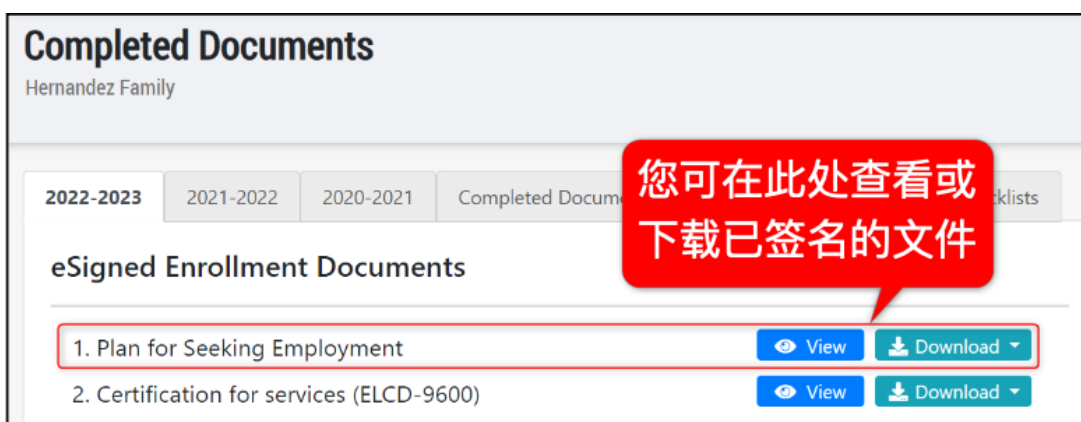 Completed Documents
Hernandez Family
2022-2023
2021-2022
2020-2021
Completed
您可在此处查看或
下载已签名的文件
eSigned Enrollment Documents
1. Plan for Seeking Employment
View
Download
2. Certification for services (ELCD-9600)
View
Download